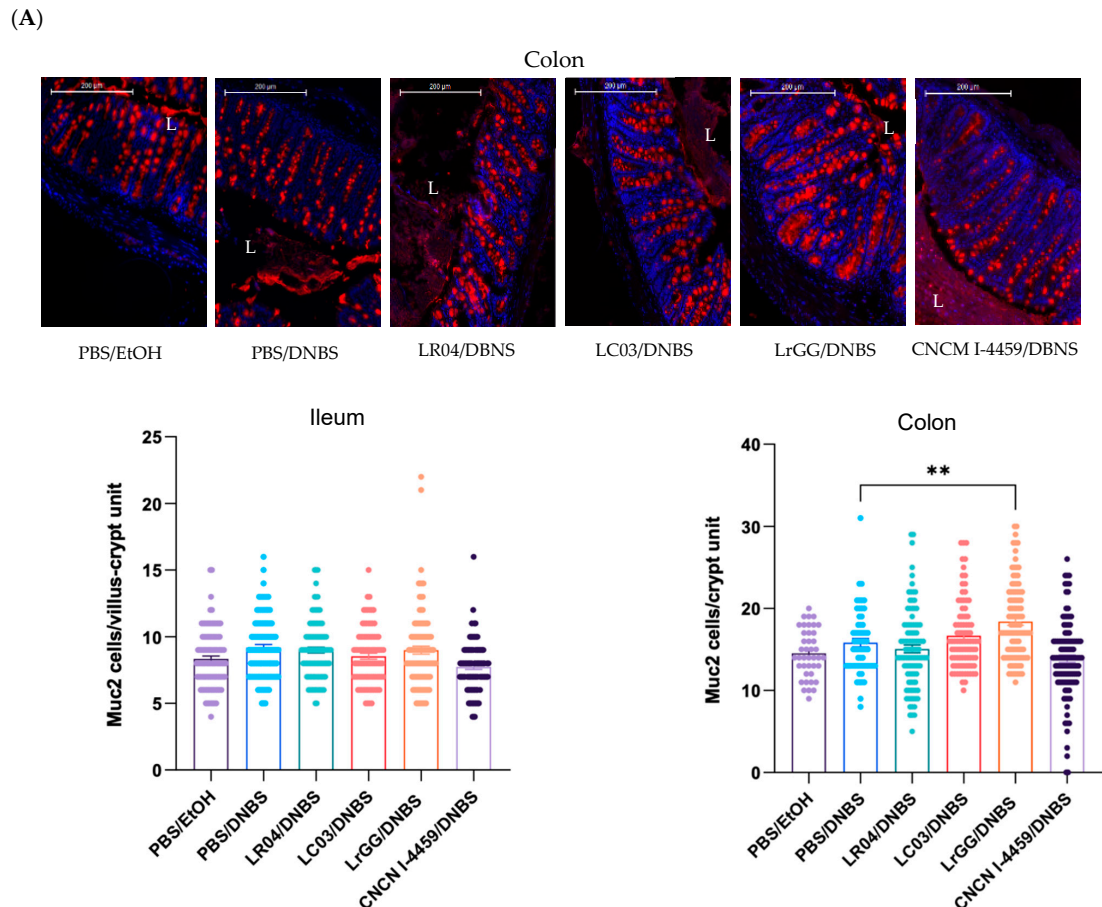 (A)
Colon
200 µm 200 µm 200 µm 200 µm 200 µm 200 µm
L L L L L L
PBS/EtOH PBS/DNBS LR04/DBNS LC03/DNBS LrGG/DNBS CNCM I-4459/DBNS
Ileum
Muc2 cells/villus-crypt unit
25
20
15
10
5
0
PBS/EtOH
PBS/DNBS
LR04/DNBS
LC03/DNBS
LrGG/DNBS
CNCN I-4459/DNBS
Colon
Muc2 cells/crypt unit
40
30
20
10
0
**
PBS/EtOH
PBS/DNBS
LR04/DNBS
LC03/DNBS
LrGG/DNBS
CNCN I-4459/DNBS